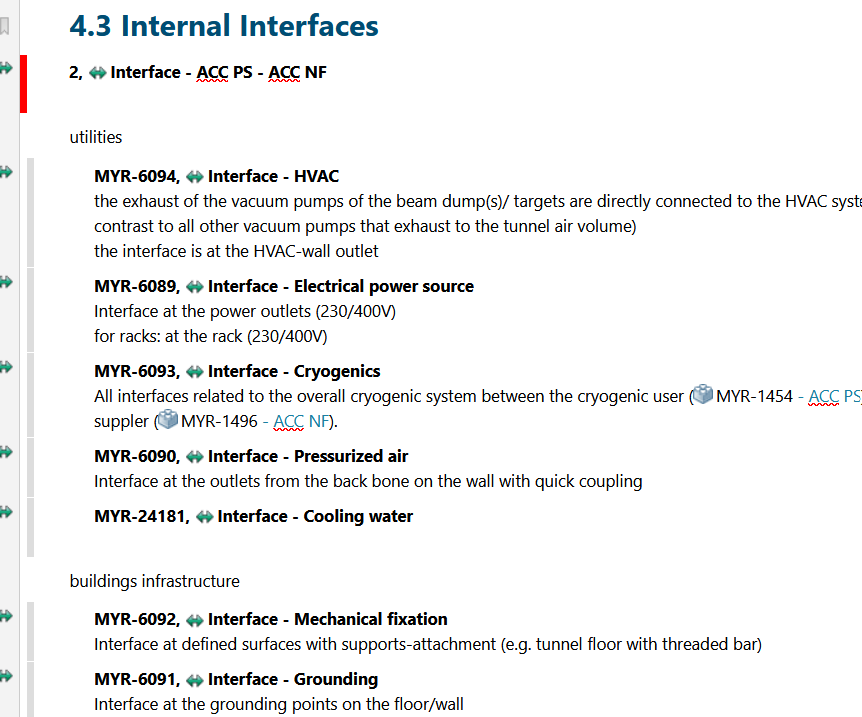 4.3 Internal Interfaces
2, Interface - ACC PS - ACC NF
utilities
MYR-6094, Interface - HVAC
the exhaust of the vacuum pumps of the beam dump(s)/ targets are directly connected to the HVAC syste
contrast to all other vacuum pumps that exhaust to the tunnel air volume)
the interface is at the HVAC-wall outlet
MYR-6089, Interface - Electrical power source
Interface at the power outlets (230/400V)
for racks: at the rack (230/400V)
MYR-6093, Interface - Cryogenics
All interfaces related to the overall cryogenic system between the cryogenic user (MYR-1454 - ACC PS)
suppler (MYR-1496 - ACC NF).
MYR-6090, Interface - Pressurized air
Interface at the outlets from the back bone on the wall with quick coupling
MYR-24181, Interface - Cooling water
buildings infrastructure
MYR-6092, Interface - Mechanical fixation
Interface at defined surfaces with supports-attachment (e.g. tunnel floor with threaded bar)
MYR-6091, Interface - Grounding
Interface at the grounding points on the floor/wall